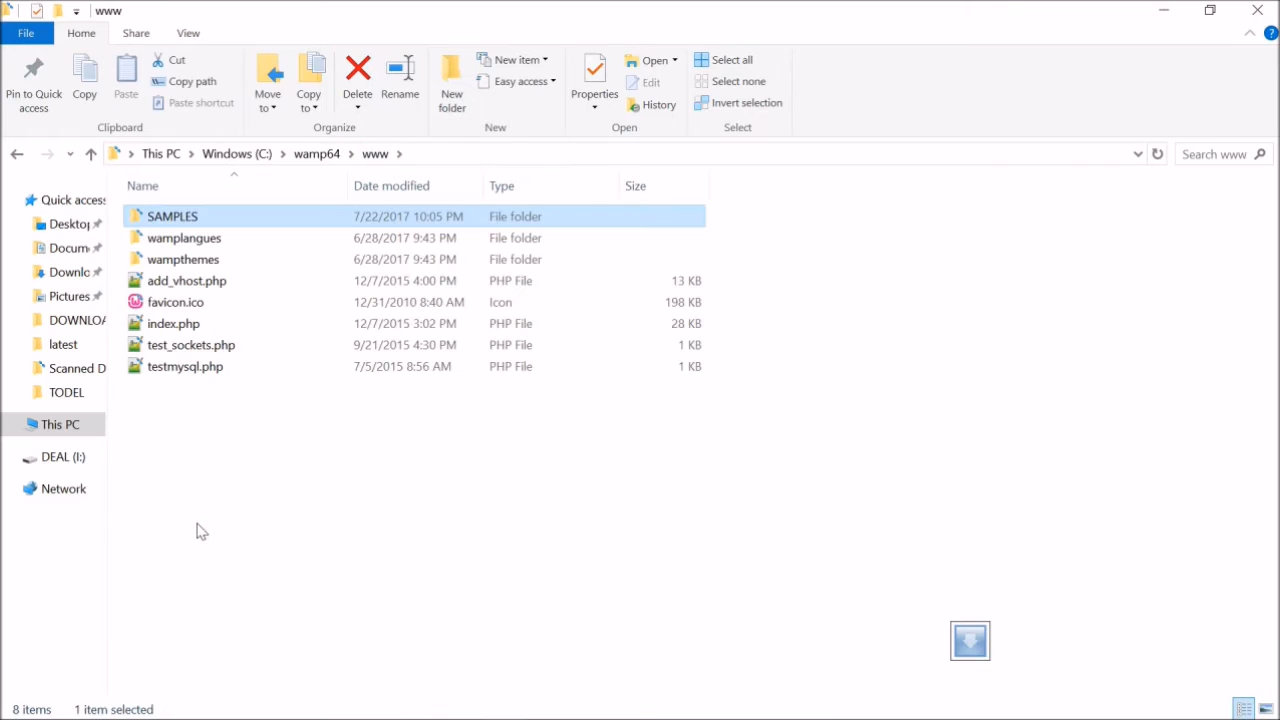 www
File Home Share View
Pin to Quick access
Copy
Paste
Cut
Copy path
Paste shortcut
Clipboard
Move to
Copy to
Delete
Rename
Organize
New folder
New item
Easy access
New
Properties
Open
Edit
History
Open
Select all
Select none
Invert selection
Select
This PC Windows (C:) wamp64 www
Search www
Name Date modified Type Size
Quick access
Desktop
Docum
Downlo
Pictures
DOWNLOA
latest
Scanned D
TODEL
This PC
DEAL (I:)
Network
SAMPLES 7/22/2017 10:05 PM File folder
wamplangues 6/28/2017 9:43 PM File folder
wampthemes 6/28/2017 9:43 PM File folder
add_vhost.php 12/7/2015 4:00 PM PHP File 13 KB
favicon.ico 12/31/2010 8:40 AM Icon 198 KB
index.php 12/7/2015 3:02 PM PHP File 28 KB
test_sockets.php 9/21/2015 4:30 PM PHP File 1 KB
testmysql.php 7/5/2015 8:56 AM PHP File 1 KB
8 items 1 item selected